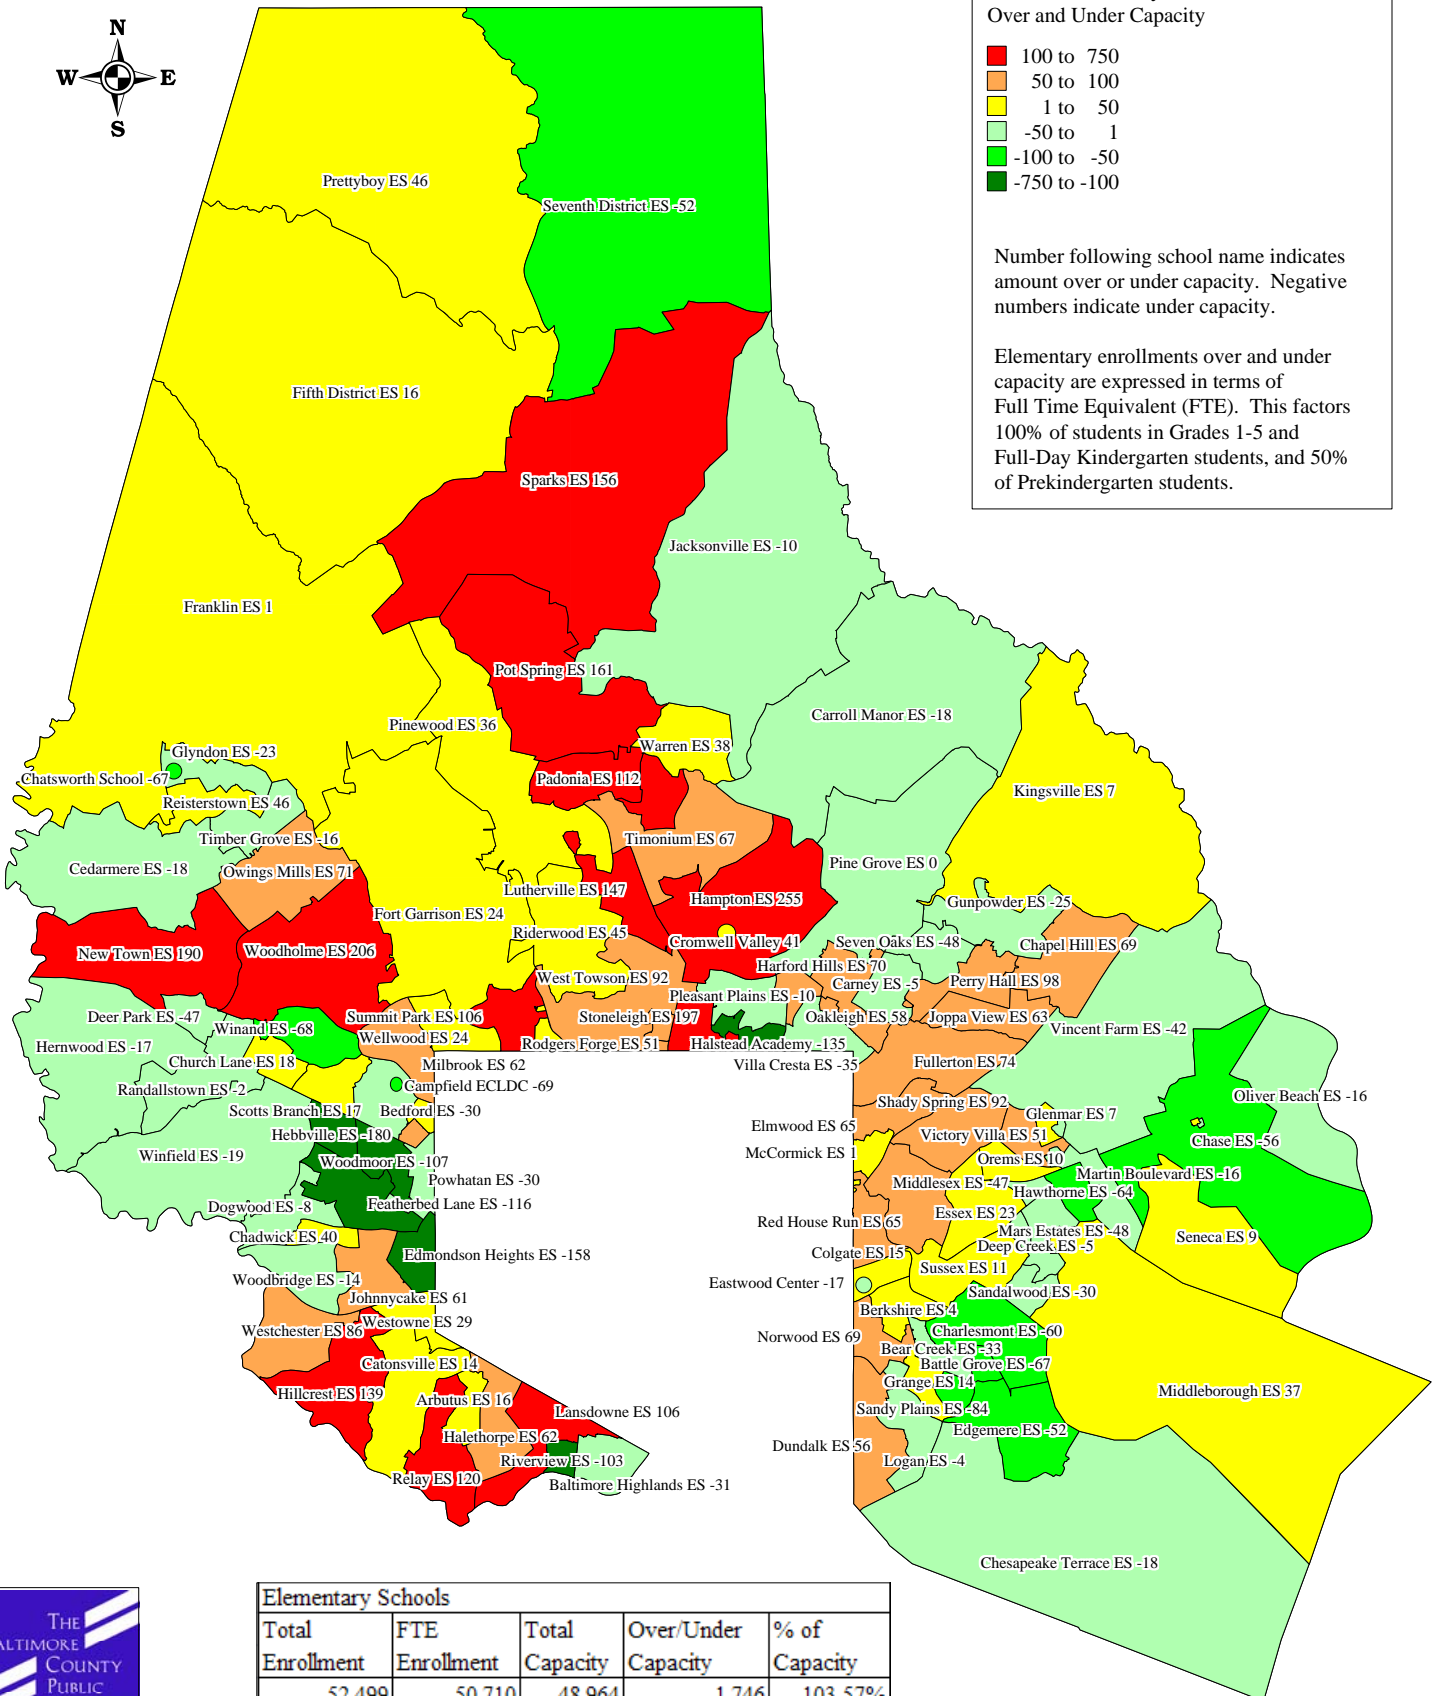 Over and Under Capacity
N
W E
S
100 to 750
50 to 100
1 to 50
-50 to 1
-100 to -50
-750 to -100
Number following school name indicates
amount over or under capacity. Negative
numbers indicate under capacity.
Elementary enrollments over and under
capacity are expressed in terms of
Full Time Equivalent (FTE). This factors
100% of students in Grades 1-5 and
Full-Day Kindergarten students, and 50%
of Prekindergarten students.
Prettyboy ES 46
Seventh District ES -52
Fifth District ES 16
Sparks ES 156
Jacksonville ES -10
Franklin ES 1
Pot Spring ES 161
Carroll Manor ES -18
Pinewood ES 36
Warren ES 38
Glyndon ES -23
Chatsworth School -67
Padonia ES 112
Kingsville ES 7
Reisterstown ES 46
Timber Grove ES -16
Timonium ES 67
Cedarmere ES -18
Owings Mills ES 71
Pine Grove ES 0
Lutherville ES 147
Hampton ES 255
Gunpowder ES -25
Fort Garrison ES 24
Riderwood ES 45
Cromwell Valley 41
Seven Oaks ES -48
Chapel Hill ES 69
New Town ES 190
Woodholme ES 206
Harford Hills ES 70
West Towson ES 92
Carney ES -5
Perry Hall ES 98
Pleasant Plains ES -10
Deer Park ES -47
Summit Park ES 106
Stoneleigh ES 197
Oakleigh ES 58
Joppa View ES 63
Winand ES -68
Wellwood ES 24
Vincent Farm ES -42
Hernwood ES -17
Rodgers Forge ES 51
Halstead Academy -135
Church Lane ES 18
Milbrook ES 62
Villa Cresta ES -35
Fullerton ES 74
Randallstown ES -2
Campfield ECLDC -69
Oliver Beach ES -16
Scotts Branch ES 17
Bedford ES -30
Shady Spring ES 92
Glenmar ES 7
Hebbville ES -180
Elmwood ES 65
Victory Villa ES 51
Chase ES -56
Winfield ES -19
Woodmoor ES -107
McCormick ES 1
Orems ES 10
Powhatan ES -30
Middlesex ES -47
Martin Boulevard ES -16
Hawthorne ES -64
Dogwood ES -8
Featherbed Lane ES -116
Essex ES 23
Red House Run ES 65
Mars Estates ES -48
Chadwick ES 40
Seneca ES 9
Edmondson Heights ES -158
Colgate ES 15
Deep Creek ES -5
Sussex ES 11
Woodbridge ES -14
Eastwood Center -17
Sandalwood ES -30
Johnnycake ES 61
Berkshire ES 4
Westowne ES 29
Westchester ES 86
Norwood ES 69
Charlesmont ES -60
Bear Creek ES -33
Catonsville ES 14
Battle Grove ES -67
Grange ES 14
Hillcrest ES 139
Arbutus ES 16
Middleborough ES 37
Lansdowne ES 106
Sandy Plains ES -84
Halethorpe ES 62
Edgemere ES -52
Dundalk ES 56
Riverview ES -103
Logan ES -4
Relay ES 120
Baltimore Highlands ES -31
Chesapeake Terrace ES -18
Elementary Schools
Total Enrollment FTE Enrollment Total Capacity Over/Under Capacity % of Capacity
52,499 50,710 48,964 1,746 103.57%
THE
BALTIMORE
COUNTY
PUBLIC